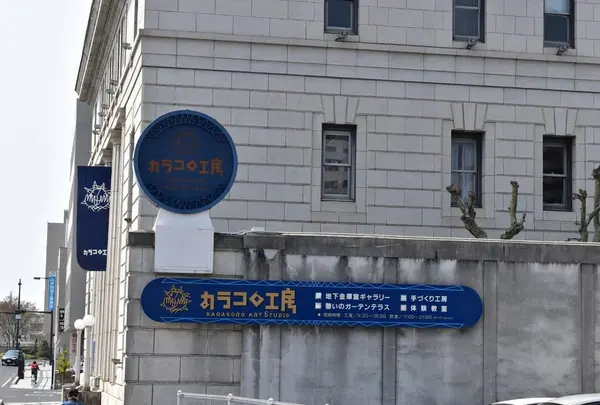 カラコロ工房
カラコロ工房
カラコロ工房
KARAKORO ART STUDIO
地下金庫室ギャラリー
手づくり工房
憩いのガーデンテラス
体験教室